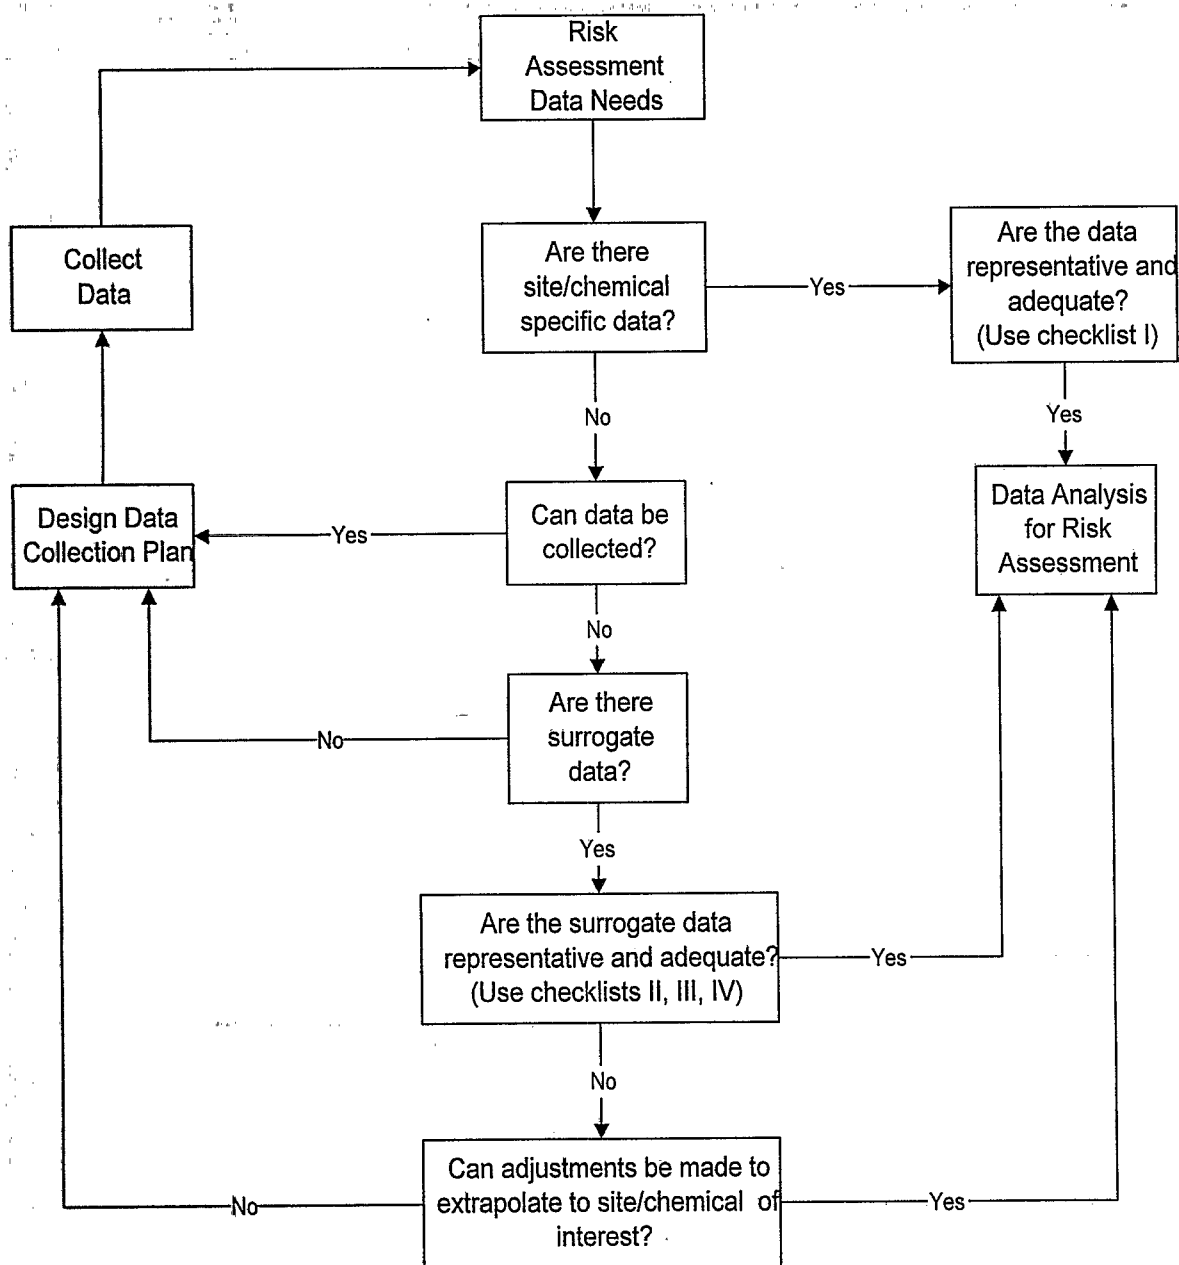 Risk
Assessment
Data Needs
Collect
Data
Are there
site/chemical
specific data?
Yes
Are the data
representative and
adequate?
(Use checklist I)
No
Yes
Design Data
Collection Plan
Yes
Can data be
collected?
Data Analysis
for Risk
Assessment
No
Are there
surrogate
data?
No
Yes
Are the surrogate data
representative and adequate?
(Use checklists II, III, IV)
Yes
No
Can adjustments be made to
extrapolate to site/chemical of
interest?
No
Yes